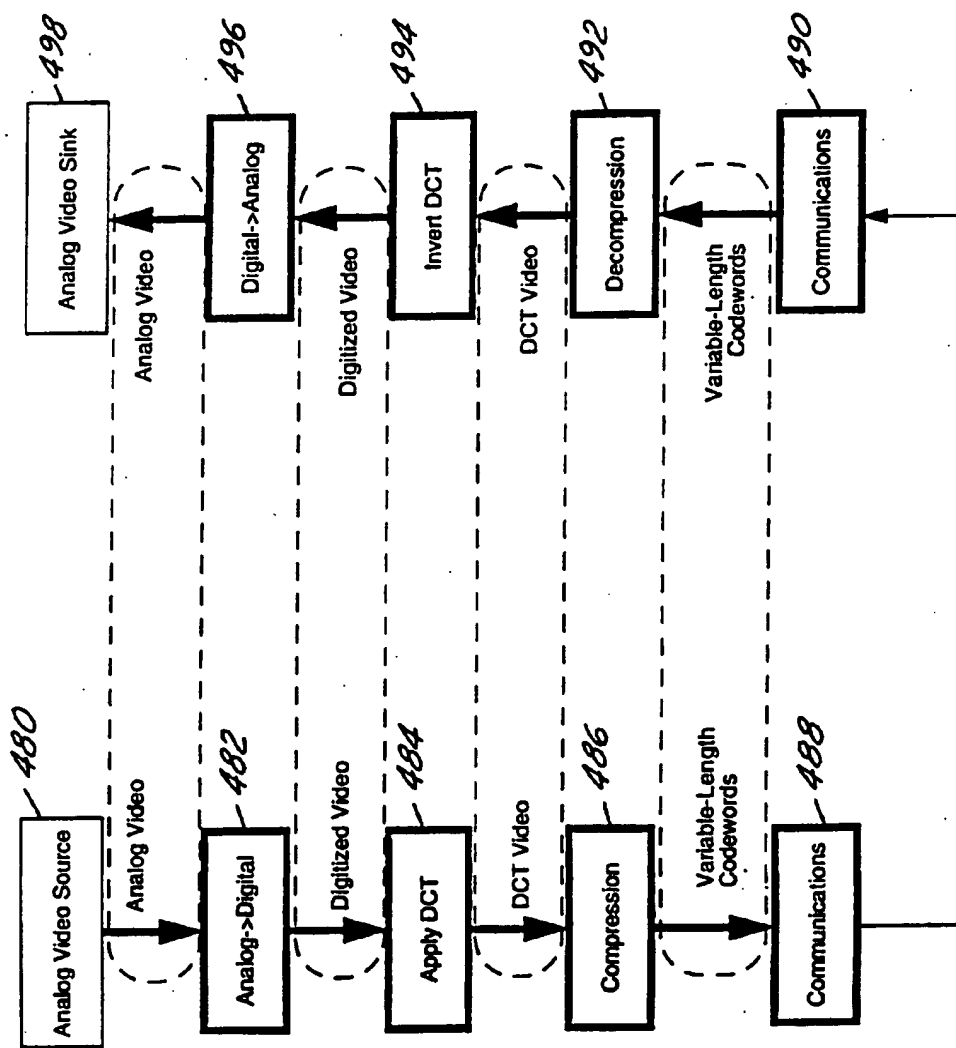 480
Analog Video Source
Analog Video
482
Analog->Digital
Digitized Video
484
Apply DCT
DCT Video
486
Compression
Variable-Length
Codewords
488
Communications
498
Analog Video Sink
Analog Video
496
Digital->Analog
Digitized Video
494
Invert DCT
DCT Video
492
Decompression
Variable-Length
Codewords
490
Communications